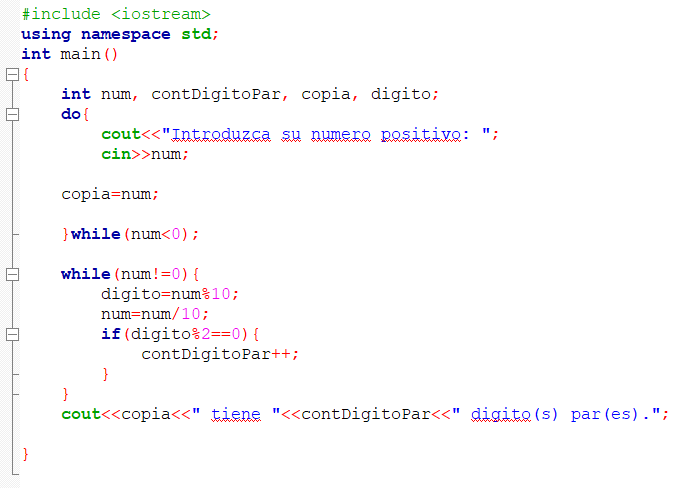 #include <iostream>
using namespace std;
int main()
{
int num, contDigitoPar, copia, digito;
do{
cout<<"Introduzca su numero positivo: ";
cin>>num;
copia=num;
}while(num<0);
while(num!=0){
digito=num%10;
num=num/10;
if(digito%2==0){
contDigitoPar++;
}
}
cout<<copia<<" tiene "<<contDigitoPar<<" digito(s) par(es).";
}